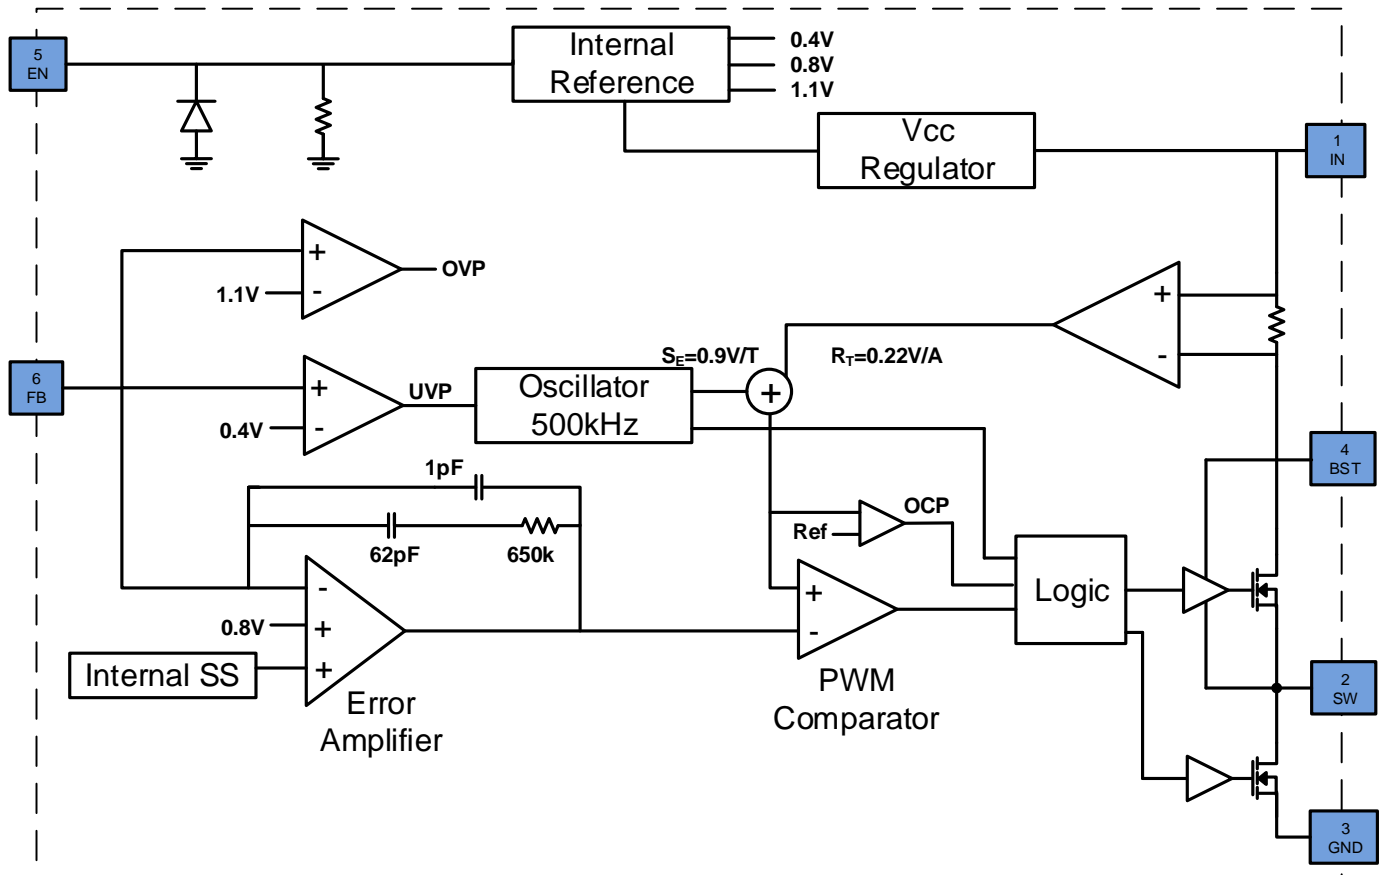 5
EN
Internal
Reference
0.4V
0.8V
1.1V
Vcc
Regulator
1
IN
+
-
1.1V
OVP
+
-
SE=0.9V/T
RT=0.22V/A
6
FB
+
-
0.4V
UVP
Oscillator
500kHz
+
4
BST
1pF
62pF
650k
Ref
OCP
-
+
+
0.8V
Internal SS
Error
Amplifier
+
-
PWM
Comparator
Logic
2
SW
3
GND